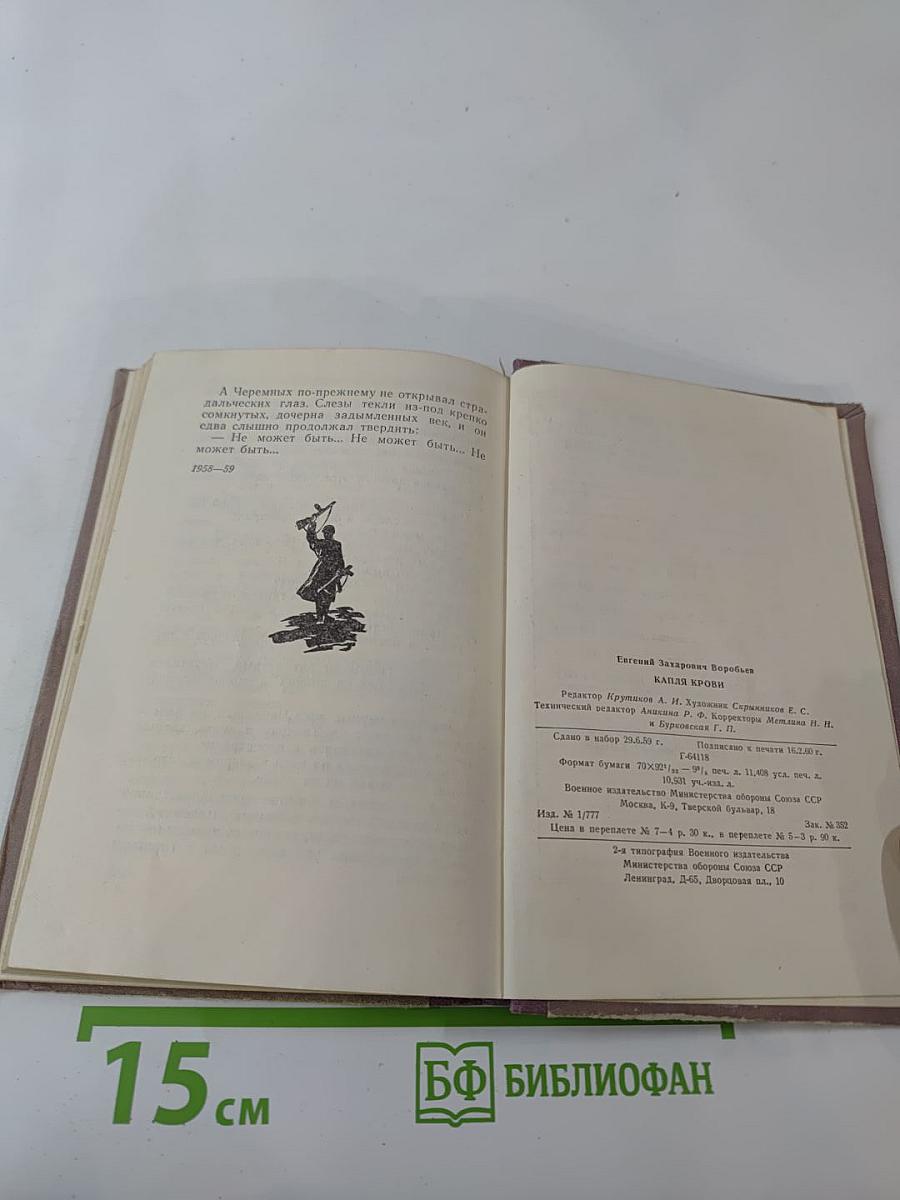 А Черемных по-прежнему не открывал стра-
дальческих глаз. Слезы текли из-под крепко
сомкнутых, дочерна задымленных век, и он
едва слышно продолжал твердить:
— Не может быть... Не может быть... Не
может быть...
1958—59
Евгений Захарович Воробьев
КАПЛЯ КРОВИ
Редактор Крутиков А. И. Художник Скрынников Е. С.
Технический редактор Аникина Р. Ф. Корректоры Метлина Н. Н.
и Бурковская Г. П.
Сдано в набор 29.6.59 г. Подписано к печати 16.2.60 г.
Г-64118
Формат бумаги 70×92¹/₃₂ — 9³/₄ печ. л. 11,408 усл. печ. л.
10,931 уч.-изд. л.
Военное издательство Министерства обороны Союза ССР
Москва, К-9, Тверской бульвар, 18
Изд. № 1/777 Зак. № 352
Цена в переплете № 7—4 р. 30 к., в переплете № 5—3 р. 90 к.
2-я типография Военного издательства
Министерства обороны Союза ССР
Ленинград, Д-65, Дворцовая пл., 10
15 см
БФ БИБЛИОФАН